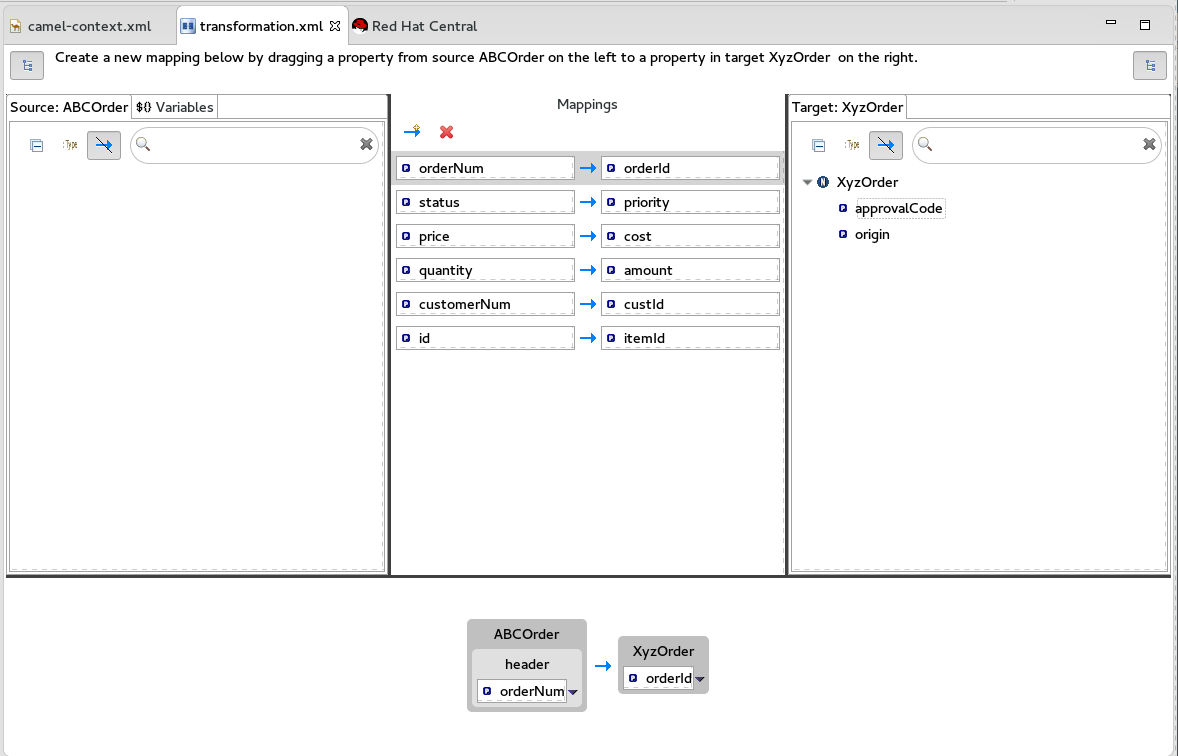 camel-context.xml transformation.xml Red Hat Central
Create a new mapping below by dragging a property from source ABCOrder on the left to a property in target XyzOrder on the right.
Source: ABCOrder ${} Variables
Mappings
Target: XyzOrder
:Type
:Type
orderNum orderId
status priority
price cost
quantity amount
customerNum custId
id itemId
XyzOrder
approvalCode
origin
ABCOrder
header
orderNum
XyzOrder
orderId